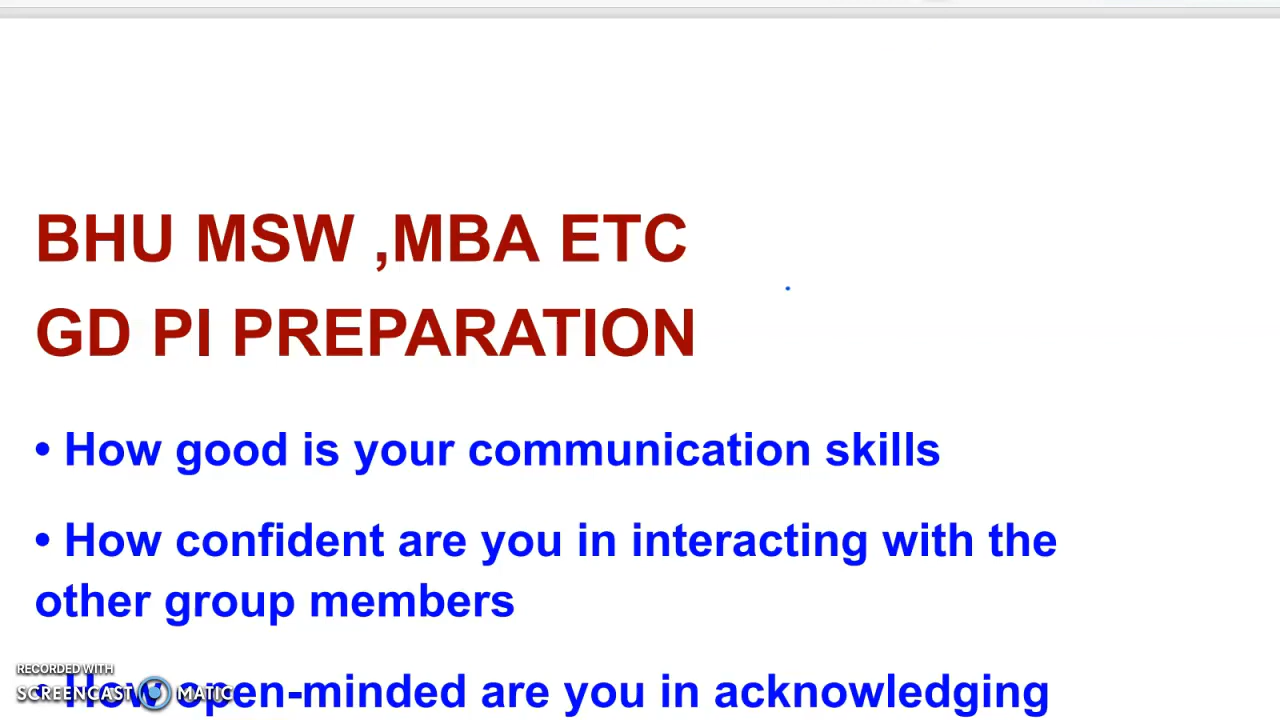 BHU MSW ,MBA ETC
GD PI PREPARATION
• How good is your communication skills
• How confident are you in interacting with the
other group members
• How open-minded are you in acknowledging
RECORDED WITH
SCREENCAST MATIC